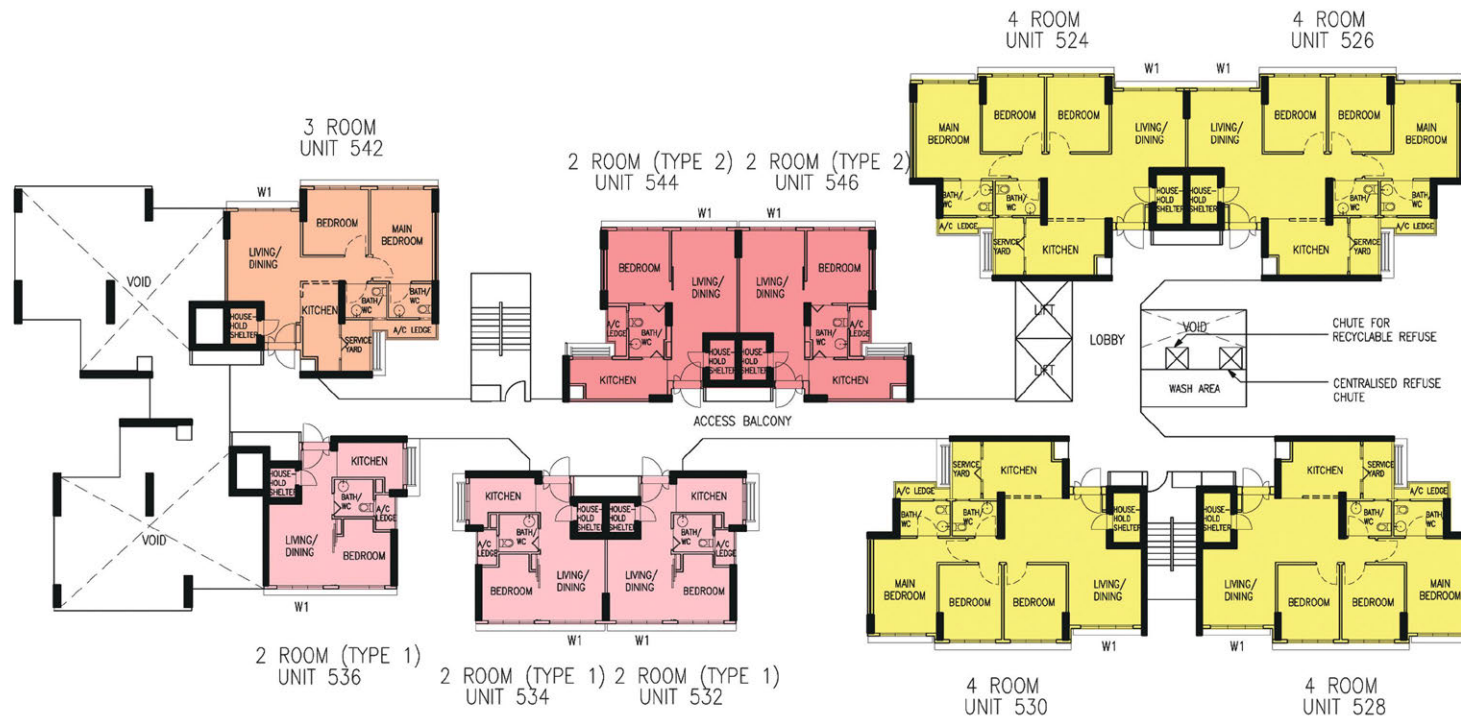 4 ROOM
UNIT 524
4 ROOM
UNIT 526
W1
W1
BEDROOM
BEDROOM
LIVING/
DINING
MAIN
BEDROOM
BATH/
WC
BATH/
WC
HOUSE-
HOLD
SHELTER
A/C LEDGE
SERVICE
YARD
KITCHEN
LIVING/
DINING
BEDROOM
BEDROOM
MAIN
BEDROOM
HOUSE-
HOLD
SHELTER
BATH/
WC
BATH/
WC
A/C LEDGE
KITCHEN
SERVICE
YARD
3 ROOM
UNIT 542
W1
BEDROOM
MAIN
BEDROOM
LIVING/
DINING
VOID
KITCHEN
BATH/
WC
BATH/
WC
HOUSE-
HOLD
SHELTER
A/C LEDGE
SERVICE
YARD
2 ROOM (TYPE 2)
UNIT 544
2 ROOM (TYPE 2)
UNIT 546
W1
W1
BEDROOM
LIVING/
DINING
LIVING/
DINING
BEDROOM
A/C
LEDGE
BATH/
WC
BATH/
WC
A/C
LEDGE
HOUSE-
HOLD
SHELTER
HOUSE-
HOLD
SHELTER
KITCHEN
KITCHEN
ACCESS BALCONY
LIFT
LIFT
LOBBY
VOID
CHUTE FOR
RECYCLABLE REFUSE
WASH AREA
CENTRALISED REFUSE
CHUTE
VOID
HOUSE-
HOLD
SHELTER
KITCHEN
BATH/
WC
A/C
LEDGE
LIVING/
DINING
BEDROOM
W1
2 ROOM (TYPE 1)
UNIT 536
KITCHEN
HOUSE-
HOLD
SHELTER
HOUSE-
HOLD
SHELTER
KITCHEN
A/C
LEDGE
BATH/
WC
BATH/
WC
A/C
LEDGE
BEDROOM
LIVING/
DINING
LIVING/
DINING
BEDROOM
W1
W1
2 ROOM (TYPE 1)
UNIT 534
2 ROOM (TYPE 1)
UNIT 532
SERVICE
YARD
KITCHEN
A/C LEDGE
BATH/
WC
BATH/
WC
HOUSE-
HOLD
SHELTER
MAIN
BEDROOM
BEDROOM
BEDROOM
LIVING/
DINING
W1
4 ROOM
UNIT 530
KITCHEN
SERVICE
YARD
A/C LEDGE
HOUSE-
HOLD
SHELTER
BATH/
WC
BATH/
WC
LIVING/
DINING
BEDROOM
BEDROOM
MAIN
BEDROOM
W1
4 ROOM
UNIT 528